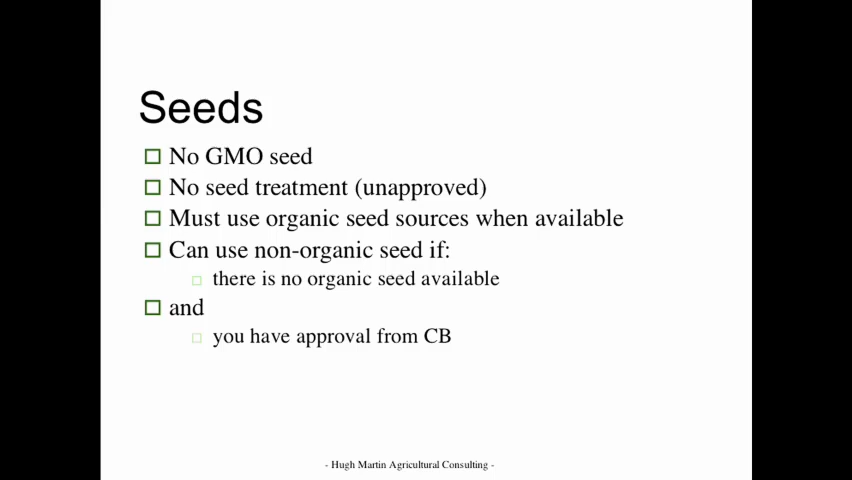 Seeds
No GMO seed
No seed treatment (unapproved)
Must use organic seed sources when available
Can use non-organic seed if:
there is no organic seed available
and
you have approval from CB
- Hugh Martin Agricultural Consulting -